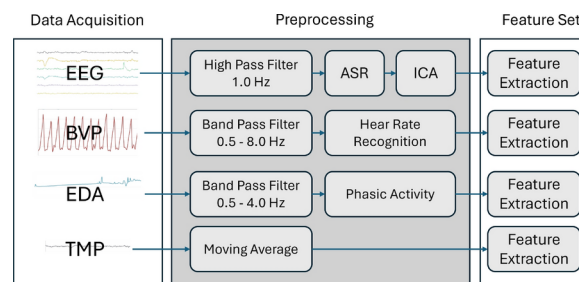 Data Acquisition
Preprocessing
Feature Set
EEG
High Pass Filter
1.0 Hz
ASR
ICA
Feature
Extraction
BVP
Band Pass Filter
0.5 - 8.0 Hz
Hear Rate
Recognition
Feature
Extraction
EDA
Band Pass Filter
0.5 - 4.0 Hz
Phasic Activity
Feature
Extraction
TMP
Moving Average
Feature
Extraction